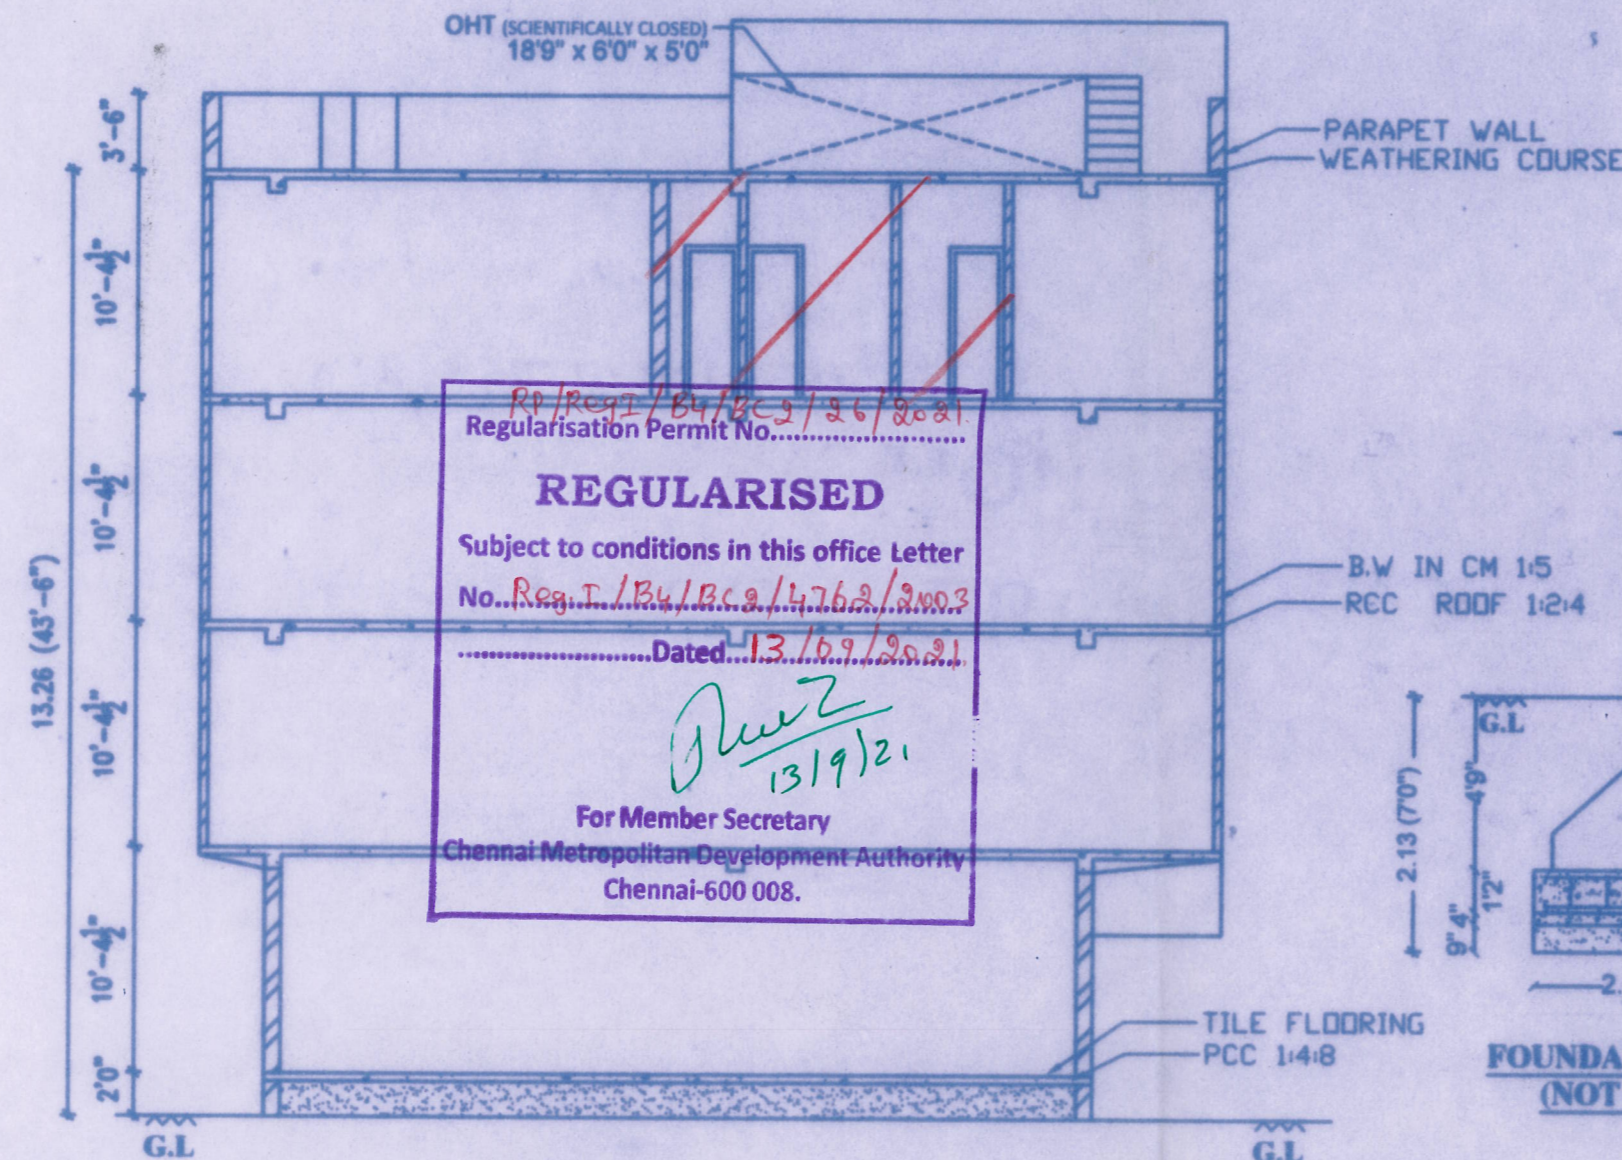 OHT (SCIENTIFICALLY CLOSED)
18'9" x 6'0" x 5'0"
3'-6"
PARAPET WALL
WEATHERING COURSE
10'-4½"
10'-4½"
10'-4½"
10'-4½"
2'0"
13.26 (43'-6")
RP/RegI/B4/BC2/26/2021
Regularisation Permit No.
REGULARISED
Subject to conditions in this office Letter
No. Reg.I/B4/BC2/4762/2003
Dated 13/09/2021
13/9/21
For Member Secretary
Chennai Metropolitan Development Authority
Chennai-600 008.
B.W IN CM 1:5
RCC ROOF 1:2:4
G.L
2.13 (7'0")
4'9"
1'2"
9" 4"
2.
TILE FLOORING
PCC 1:4:8
FOUNDA
(NOT
G.L
G.L